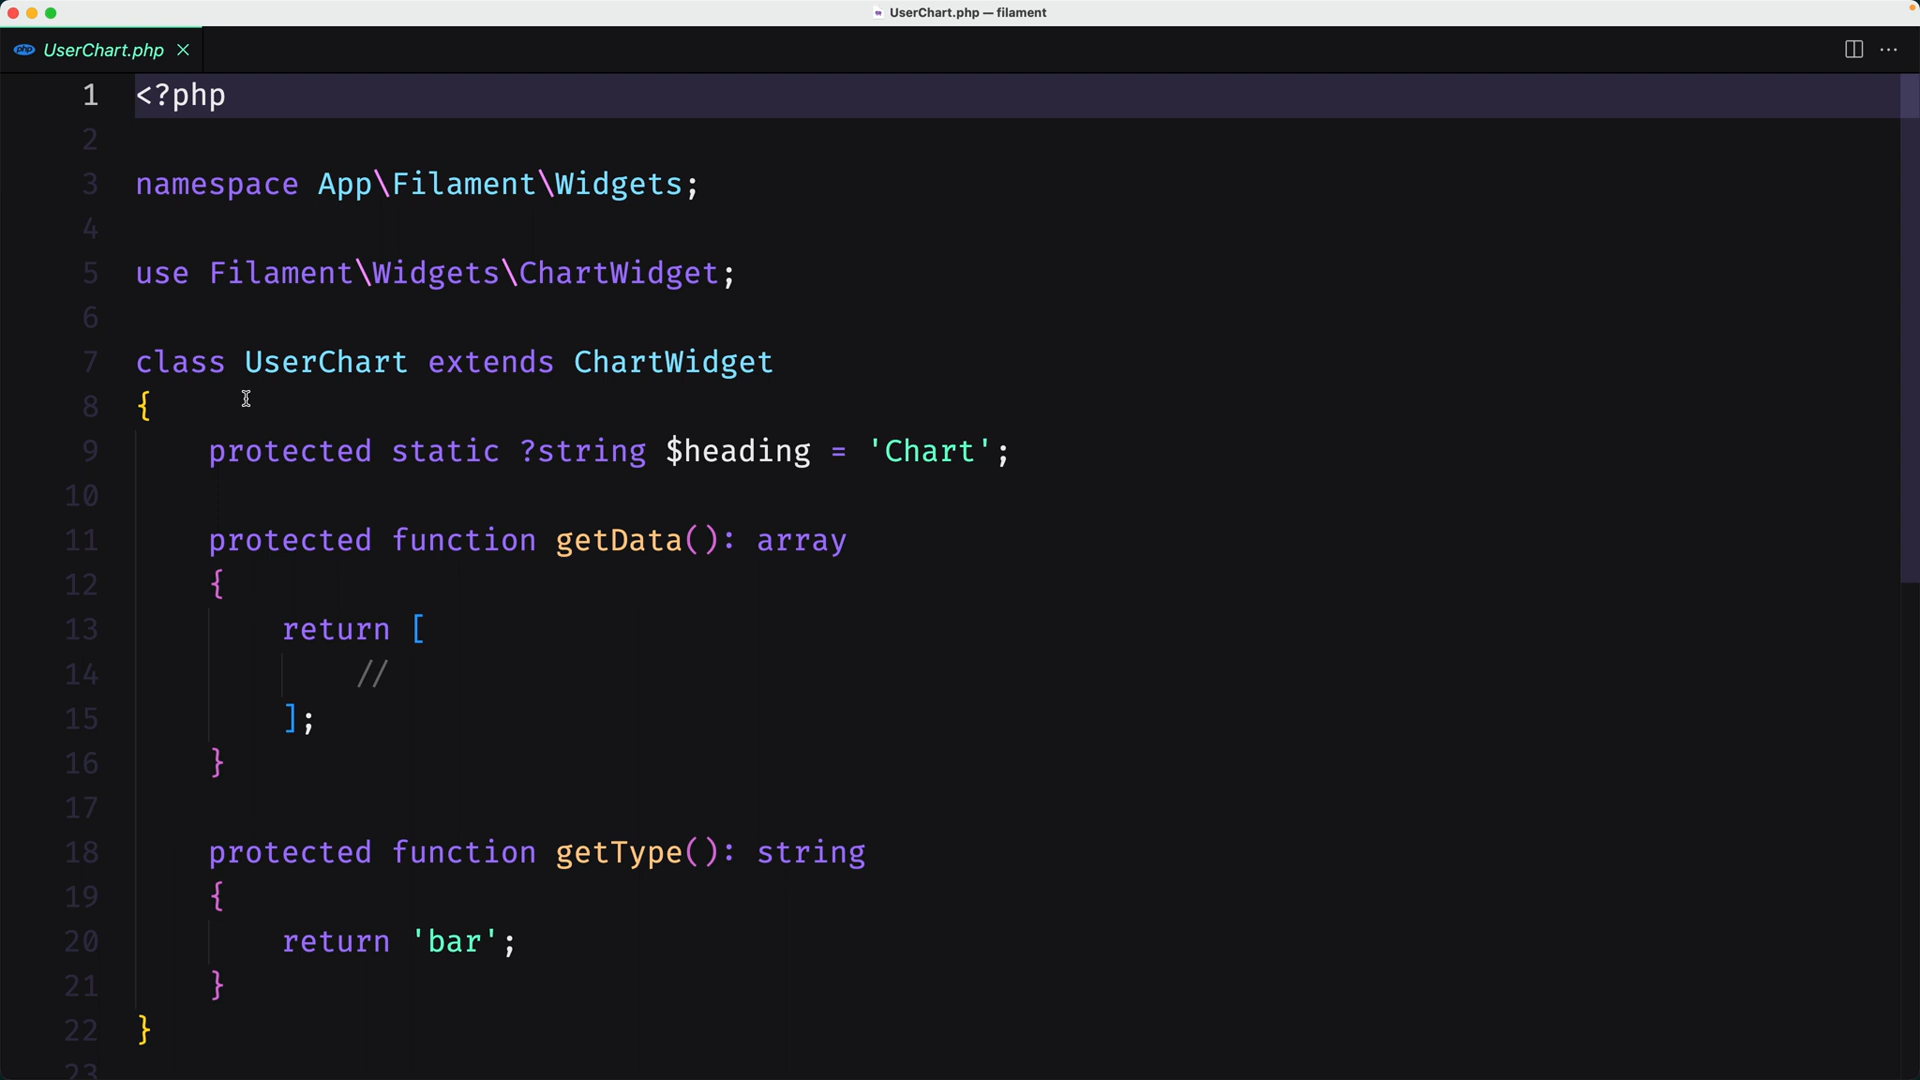 UserChart.php — filament
php UserChart.php
1 <?php
2
3 namespace App\Filament\Widgets;
4
5 use Filament\Widgets\ChartWidget;
6
7 class UserChart extends ChartWidget
8 {
9 protected static ?string $heading = 'Chart';
10
11 protected function getData(): array
12 {
13 return [
14 //
15 ];
16 }
17
18 protected function getType(): string
19 {
20 return 'bar';
21 }
22 }
23